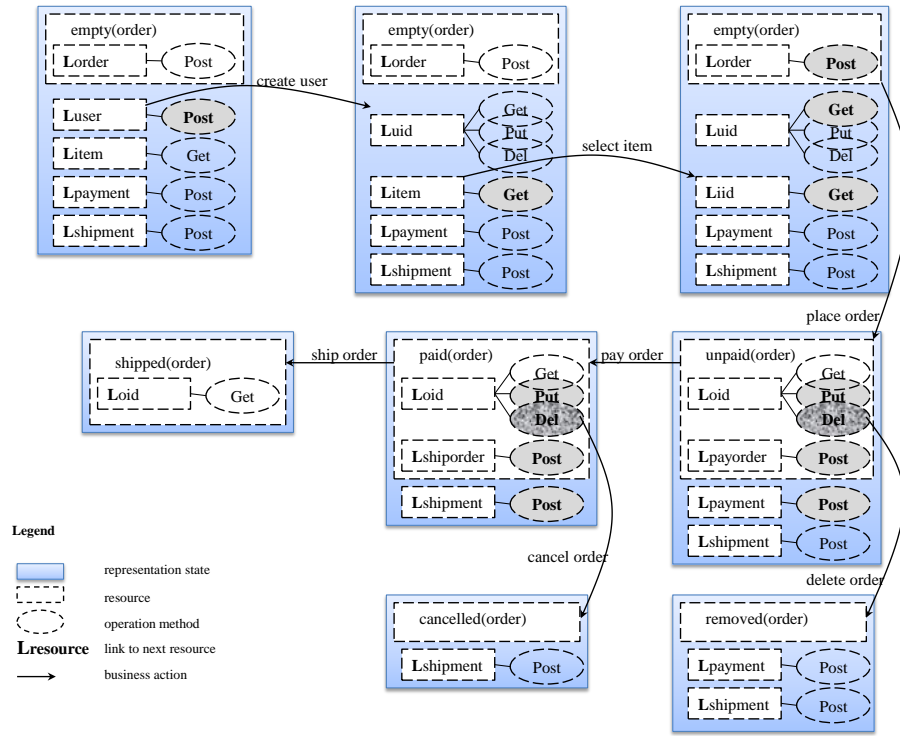 empty(order)
Lorder
Post
Luser
Post
Litem
Get
Lpayment
Post
Lshipment
Post
create user
empty(order)
Lorder
Post
Luid
Get
Put
Del
Litem
Get
Lpayment
Post
Lshipment
Post
select item
empty(order)
Lorder
Post
Luid
Get
Put
Del
Liid
Get
Lpayment
Post
Lshipment
Post
place order
shipped(order)
Loid
Get
ship order
paid(order)
Loid
Get
Put
Del
Lshiporder
Post
Lshipment
Post
pay order
unpaid(order)
Loid
Get
Put
Del
Lpayorder
Post
Lpayment
Post
Lshipment
Post
cancel order
delete order
cancelled(order)
Lshipment
Post
removed(order)
Lpayment
Post
Lshipment
Post
Legend
representation state
resource
operation method
Lresource link to next resource
business action